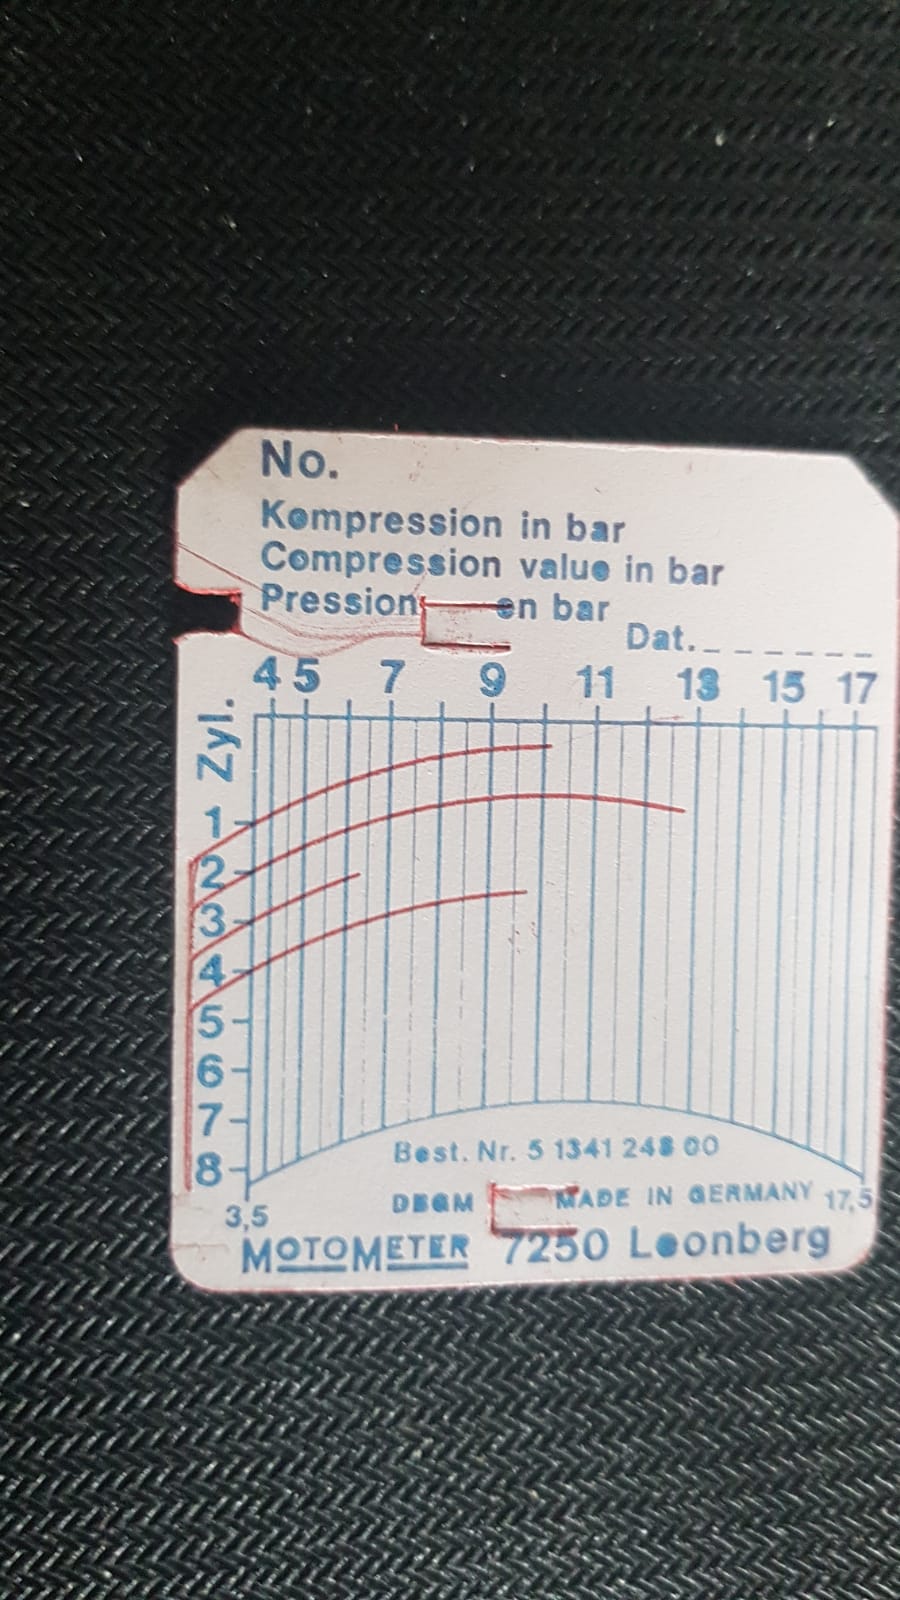 No.
Kompression in bar
Compression value in bar
Pression en bar
Dat.
4 5 7 9 11 13 15 17
Zyl.
1
2
3
4
5
6
7
8
3,5
17,5
Best. Nr. 5 1341 248 00
DBGM MADE IN GERMANY
MOTOMETER 7250 Leonberg